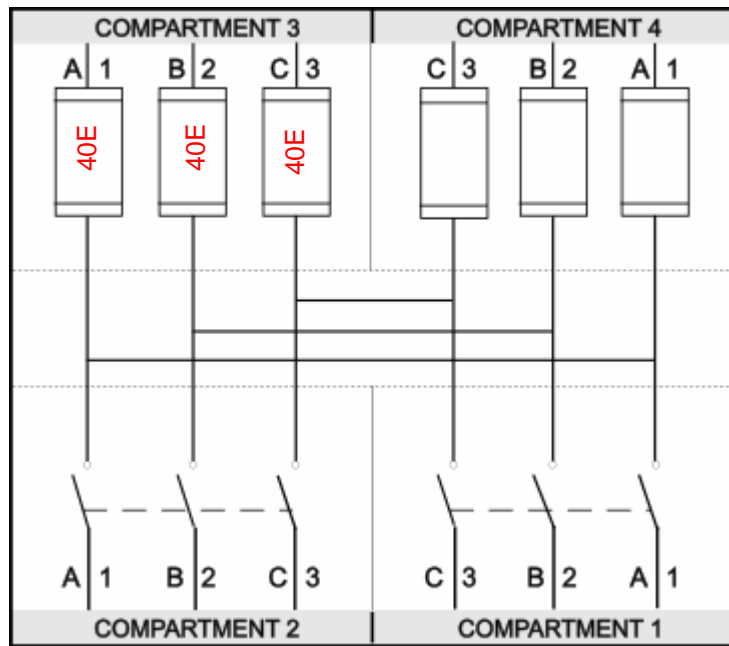 COMPARTMENT 3 COMPARTMENT 4
A 1 B 2 C 3 C 3 B 2 A 1
40E 40E 40E
A 1 B 2 C 3 C 3 B 2 A 1
COMPARTMENT 2 COMPARTMENT 1